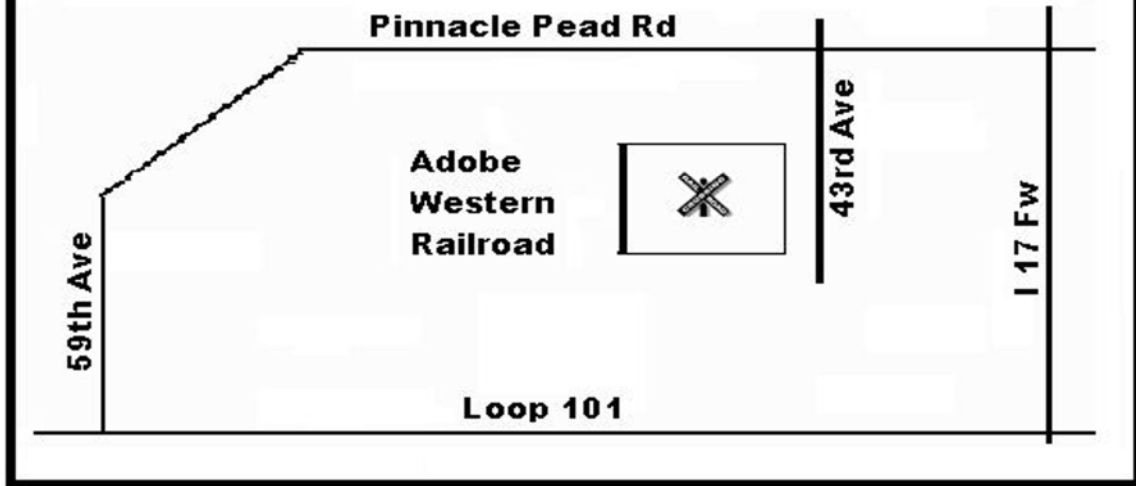 Pinnacle Pead Rd
43rd Ave
Adobe
Western
Railroad
I 17 Fw
59th Ave
Loop 101